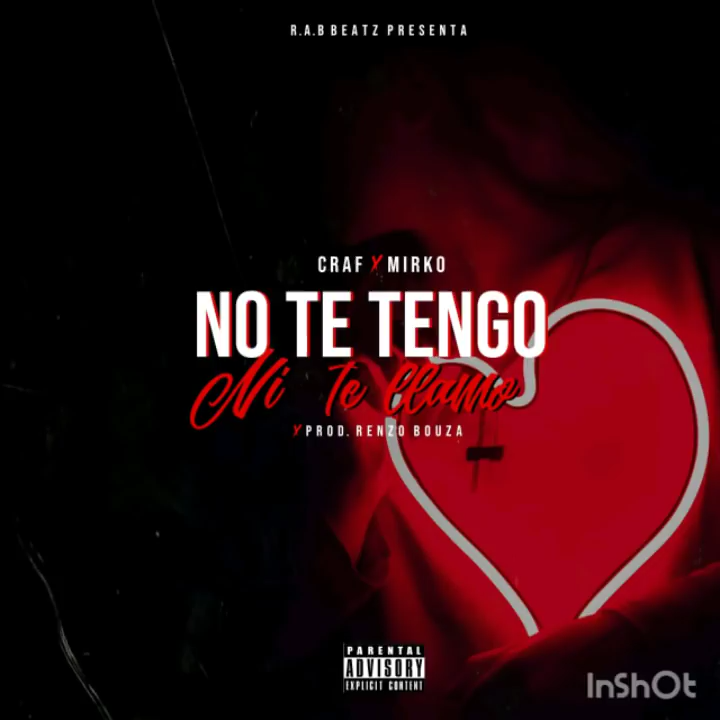 R.A.B BEATZ PRESENTA
CRAF X MIRKO
NO TE TENGO
Ni Te llamo
X PROD. RENZO BOUZA
PARENTAL
ADVISORY
EXPLICIT CONTENT
InShOt